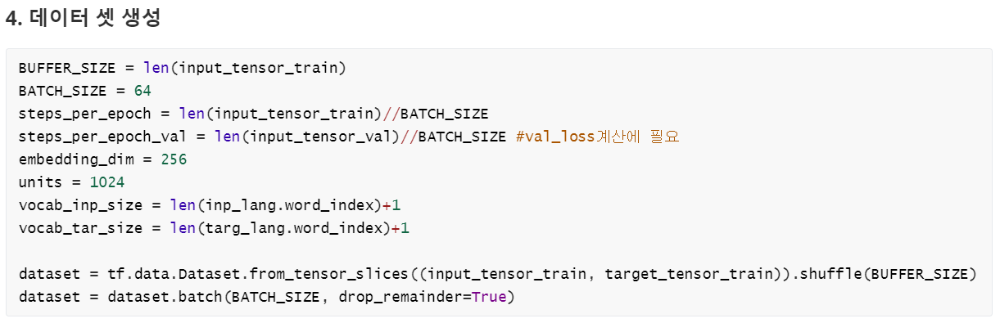 4. 데이터 셋 생성
BUFFER_SIZE = len(input_tensor_train)
BATCH_SIZE = 64
steps_per_epoch = len(input_tensor_train)//BATCH_SIZE
steps_per_epoch_val = len(input_tensor_val)//BATCH_SIZE #val_loss계산에 필요
embedding_dim = 256
units = 1024
vocab_inp_size = len(inp_lang.word_index)+1
vocab_tar_size = len(targ_lang.word_index)+1
dataset = tf.data.Dataset.from_tensor_slices((input_tensor_train, target_tensor_train)).shuffle(BUFFER_SIZE)
dataset = dataset.batch(BATCH_SIZE, drop_remainder=True)